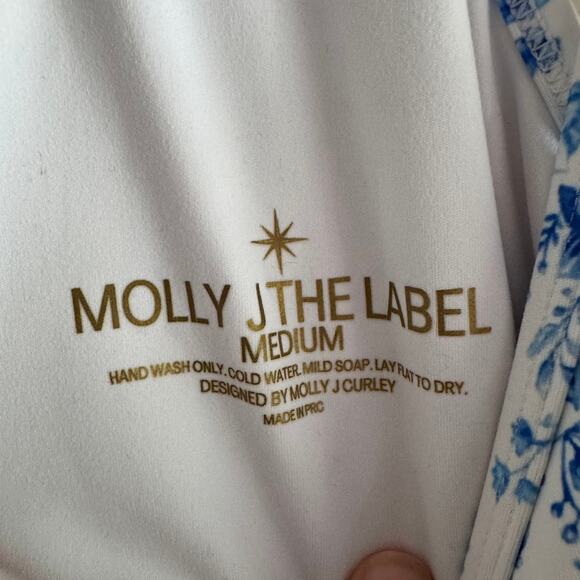 MOLLY J THE LABEL
MEDIUM
HAND WASH ONLY. COLD WATER. MILD SOAP. LAY FLAT TO DRY.
DESIGNED BY MOLLY J CURLEY
MADE IN PRC